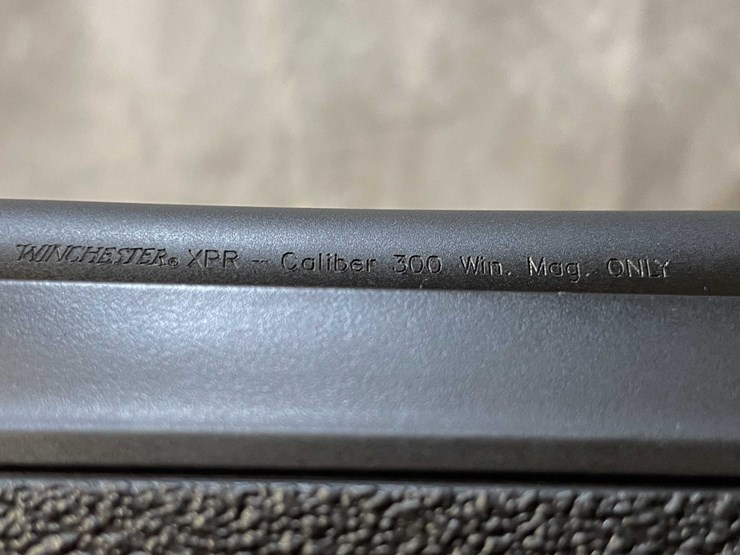 WINCHESTER® XPR -- Caliber 300 Win. Mag. ONLY